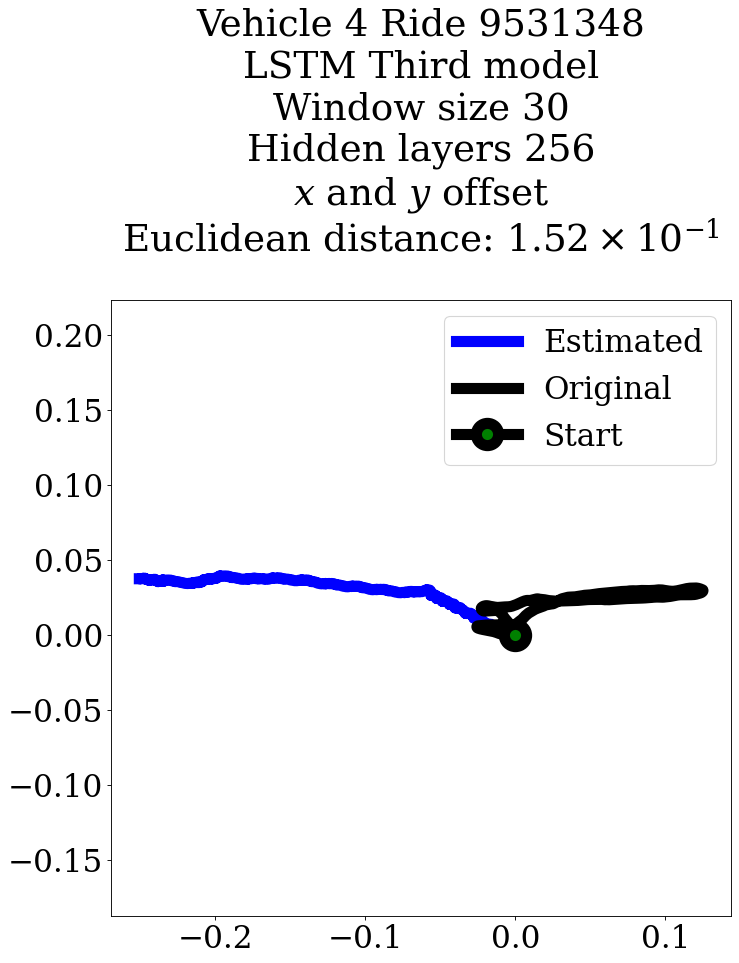 Vehicle 4 Ride 9531348
LSTM Third model
Window size 30
Hidden layers 256
x and y offset
Euclidean distance: 1.52 × 10⁻¹
Estimated
Original
Start
0.20
0.15
0.10
0.05
0.00
−0.05
−0.10
−0.15
−0.2 −0.1 0.0 0.1